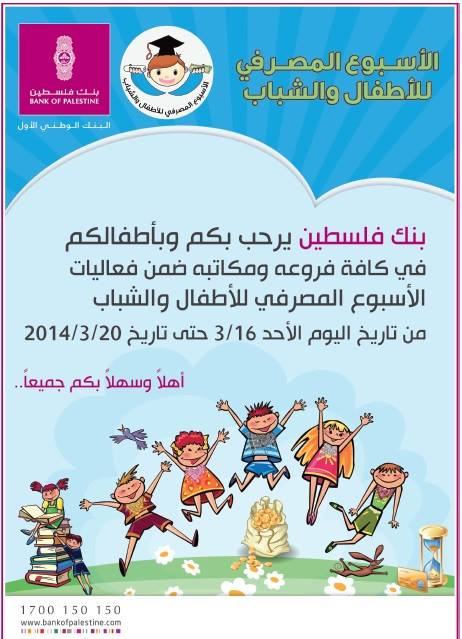 الأسبوع المصرفي
للأطفال والشباب
الأسبوع المصرفي للأطفال والشباب
بنك فلسطين
BANK OF PALESTINE
البنك الوطني الأول
بنك فلسطين يرحب بكم وبأطفالكم
في كافة فروعه ومكاتبه ضمن فعاليات
الأسبوع المصرفي للأطفال والشباب
من تاريخ اليوم الأحد 3/16 حتى تاريخ 2014/3/20
أهلاً وسهلاً بكم جميعاً..
1700 150 150
www.bankofpalestine.com